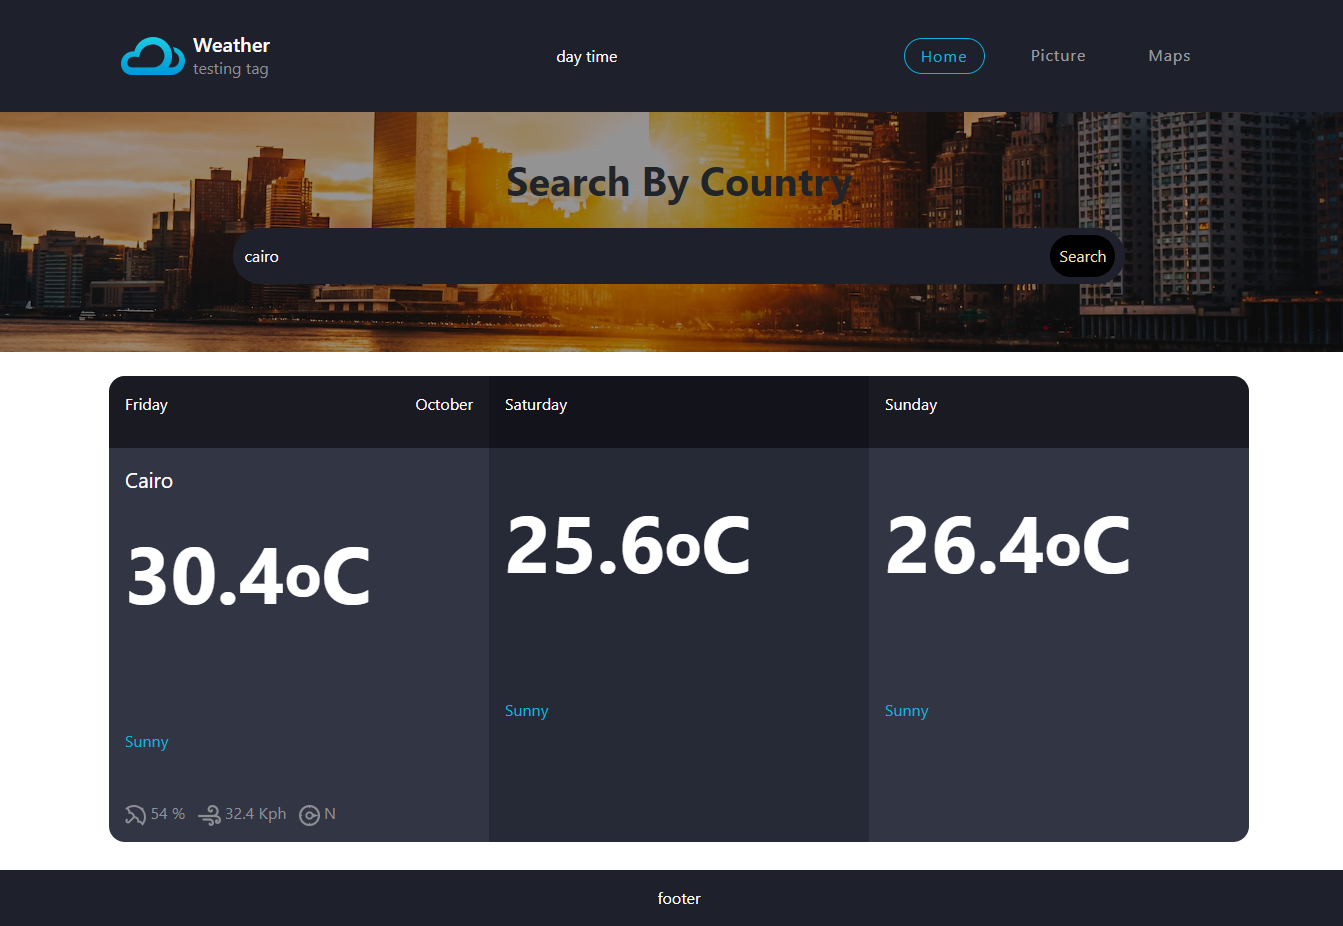 Weather
testing tag
day time
Home
Picture
Maps
Search By Country
cairo
Search
Friday
October
Cairo
30.4oC
Sunny
54 %
32.4 Kph
N
Saturday
25.6oC
Sunny
Sunday
26.4oC
Sunny
footer